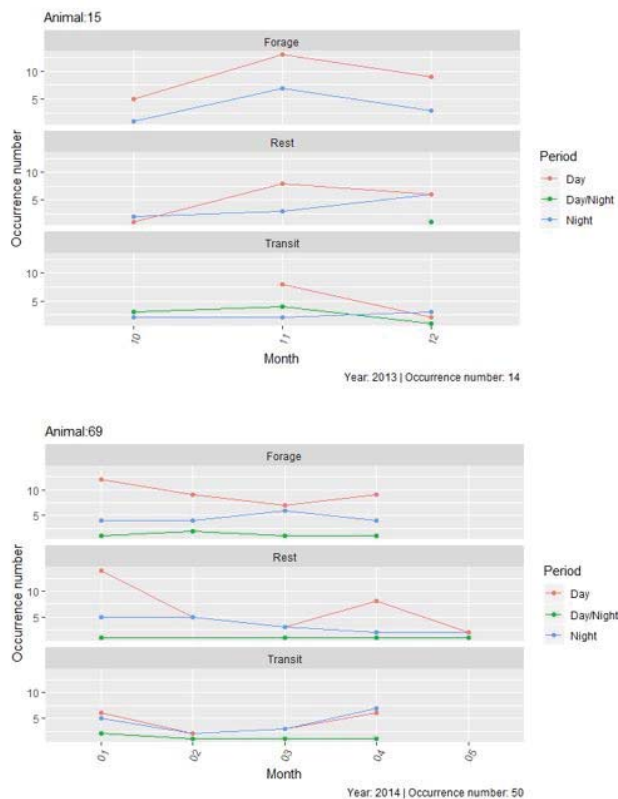 Animal:15
Forage
10
5
Rest
10
5
Transit
10
5
10
11
12
Occurrence number
Month
Period
Day
Day/Night
Night
Year: 2013 | Occurrence number: 14
Animal:69
Forage
10
5
Rest
10
5
Transit
10
5
01
02
03
04
05
Occurrence number
Month
Period
Day
Day/Night
Night
Year: 2014 | Occurrence number: 50